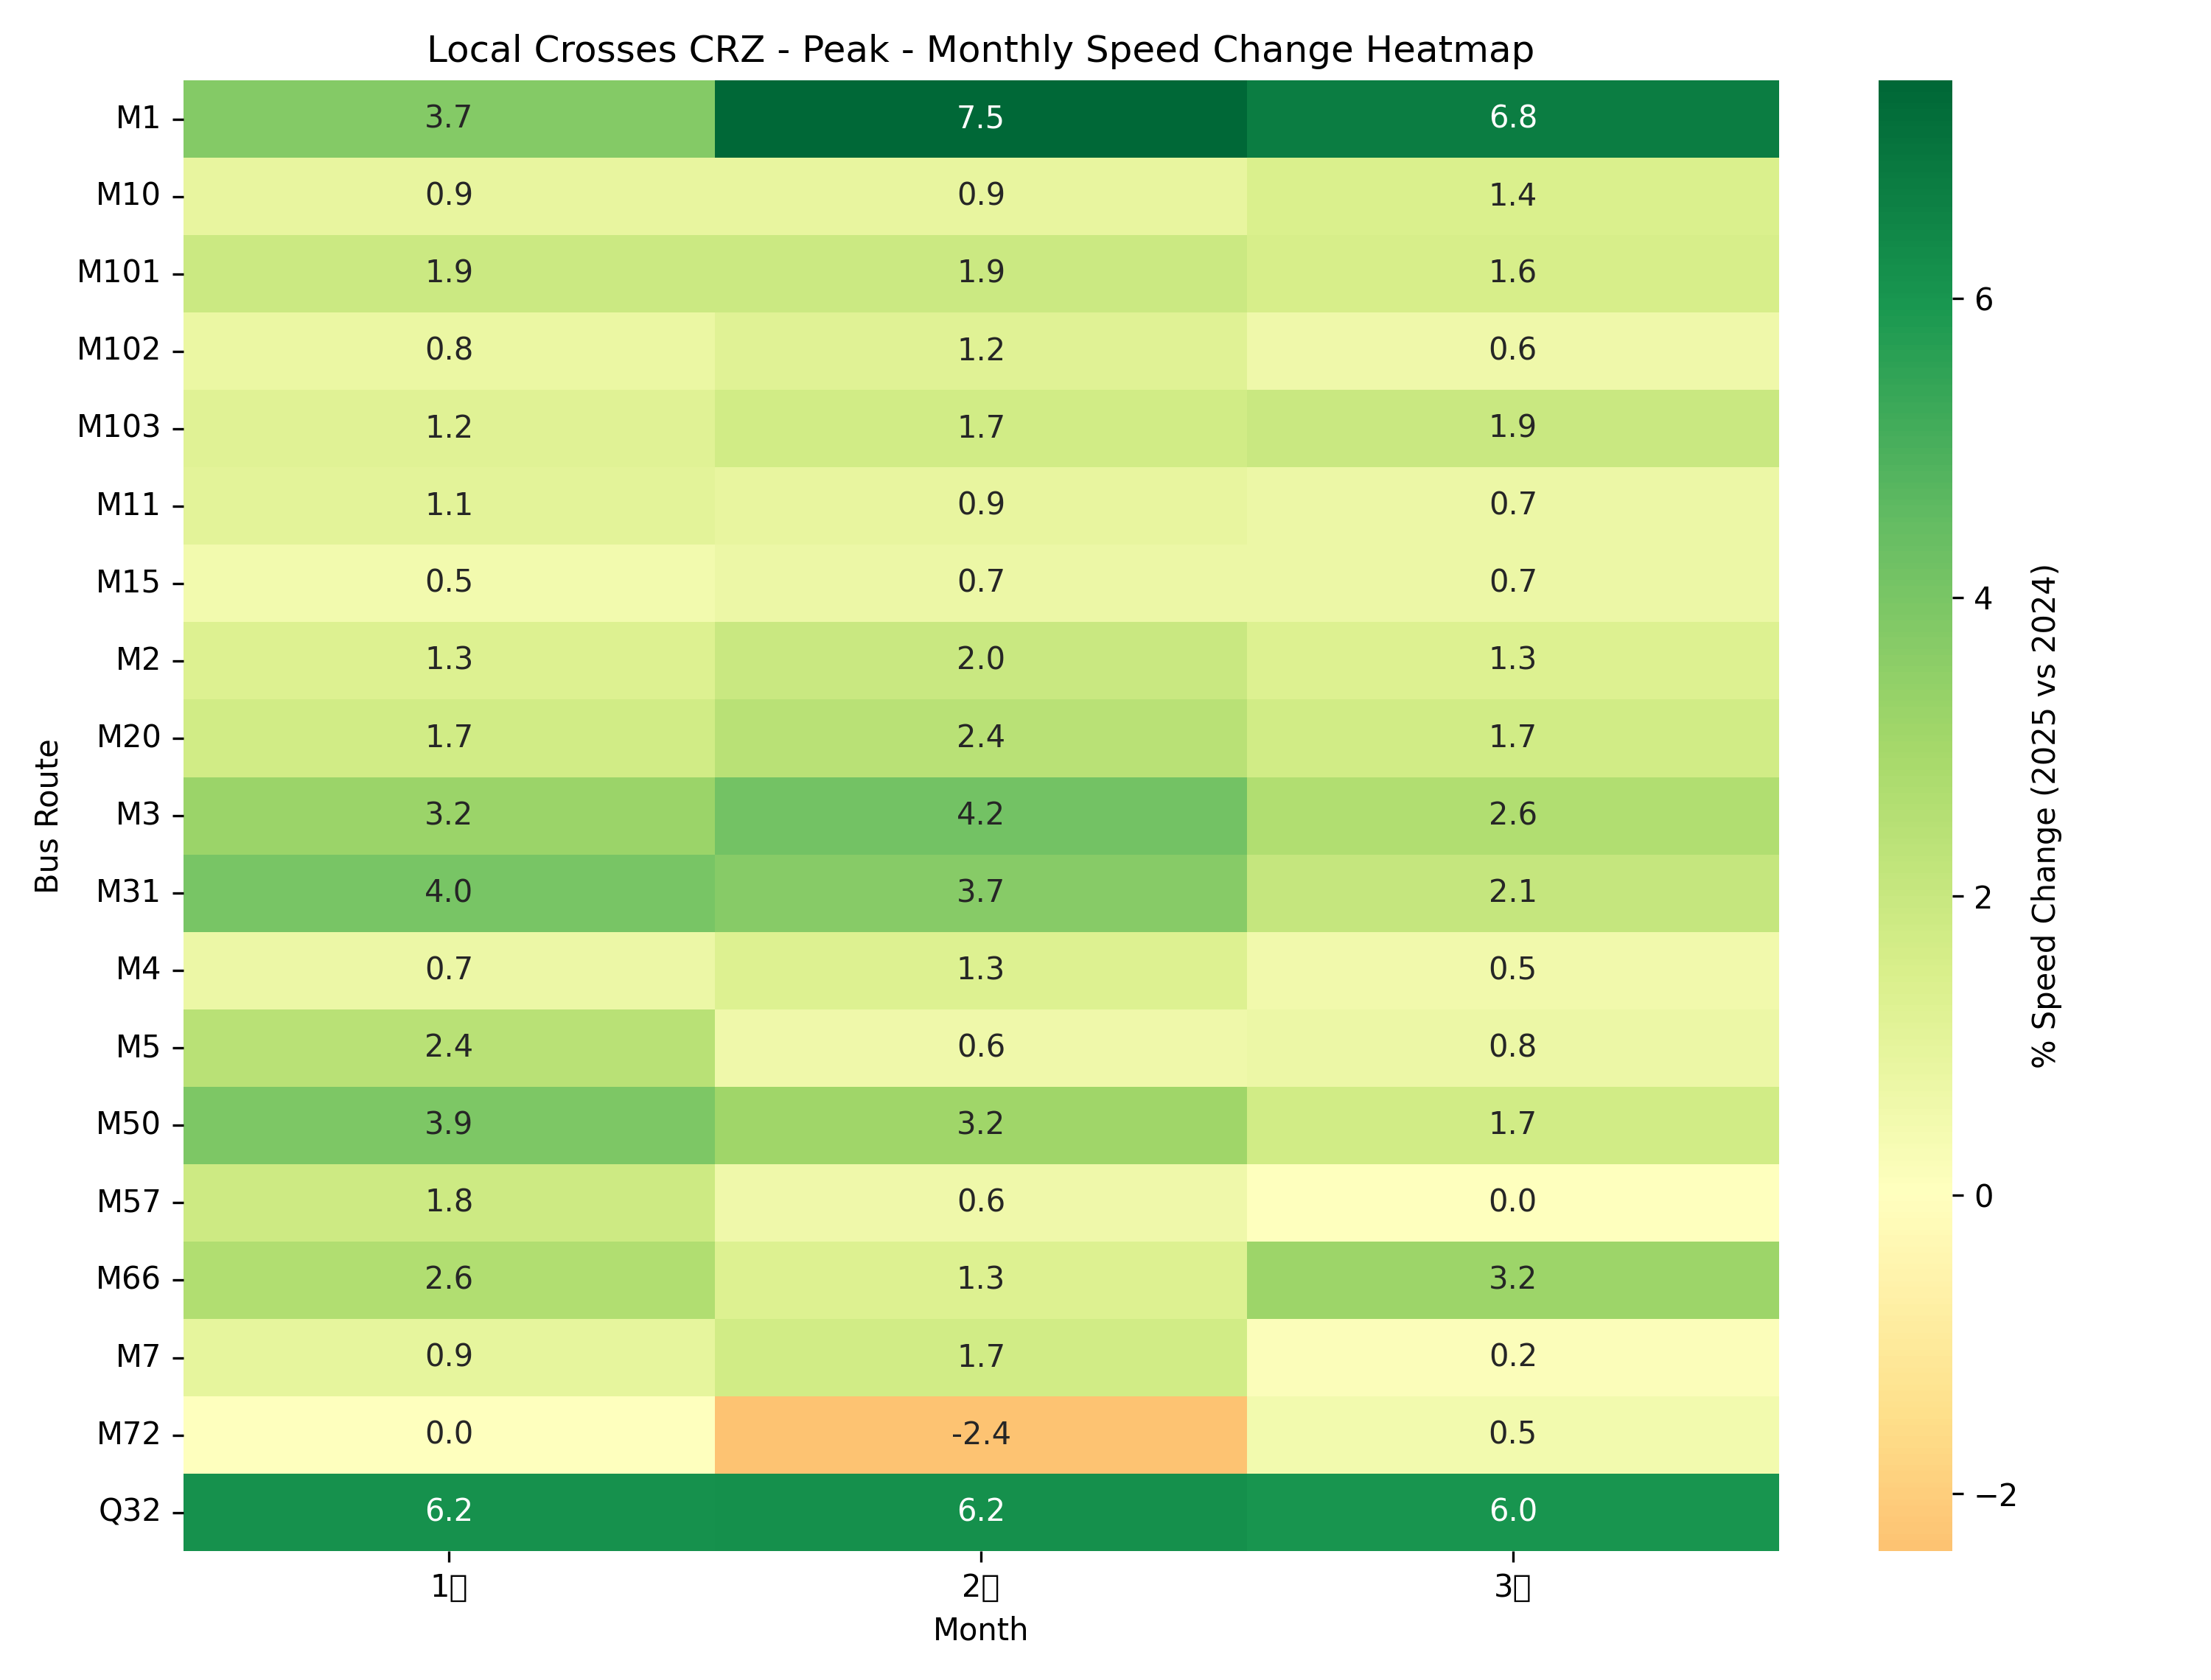 Local Crosses CRZ - Peak - Monthly Speed Change Heatmap
M1 3.7 7.5 6.8
M10 0.9 0.9 1.4
M101 1.9 1.9 1.6
M102 0.8 1.2 0.6
M103 1.2 1.7 1.9
M11 1.1 0.9 0.7
M15 0.5 0.7 0.7
M2 1.3 2.0 1.3
M20 1.7 2.4 1.7
M3 3.2 4.2 2.6
M31 4.0 3.7 2.1
M4 0.7 1.3 0.5
M5 2.4 0.6 0.8
M50 3.9 3.2 1.7
M57 1.8 0.6 0.0
M66 2.6 1.3 3.2
M7 0.9 1.7 0.2
M72 0.0 -2.4 0.5
Q32 6.2 6.2 6.0
1▯ 2▯ 3▯
Month
Bus Route
6
4
2
0
−2
% Speed Change (2025 vs 2024)